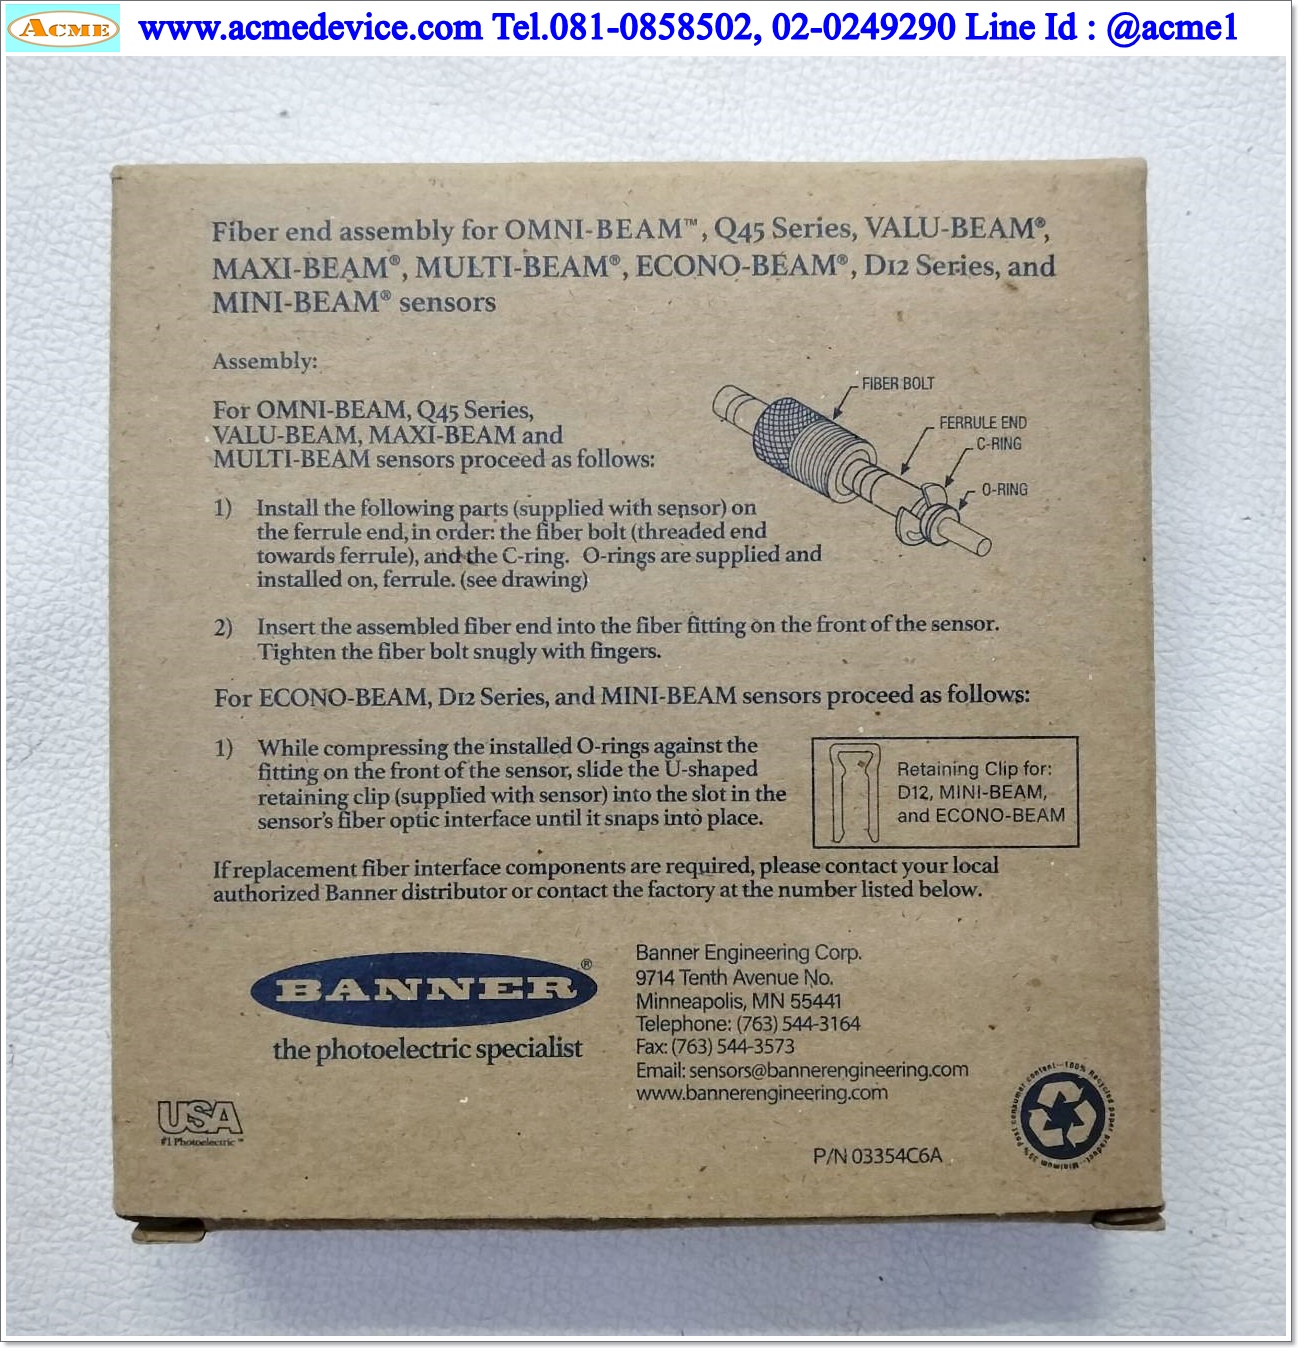 ACME www.acmedevice.com Tel.081-0858502, 02-0249290 Line Id : @acme1
Fiber end assembly for OMNI-BEAM™, Q45 Series, VALU-BEAM®,
MAXI-BEAM®, MULTI-BEAM®, ECONO-BEAM®, D12 Series, and
MINI-BEAM® sensors
Assembly:
For OMNI-BEAM, Q45 Series,
VALU-BEAM, MAXI-BEAM and
MULTI-BEAM sensors proceed as follows:
FIBER BOLT
FERRULE END
C-RING
O-RING
1) Install the following parts (supplied with sensor) on
the ferrule end, in order: the fiber bolt (threaded end
towards ferrule), and the C-ring. O-rings are supplied and
installed on, ferrule. (see drawing)
2) Insert the assembled fiber end into the fiber fitting on the front of the sensor.
Tighten the fiber bolt snugly with fingers.
For ECONO-BEAM, D12 Series, and MINI-BEAM sensors proceed as follows:
1) While compressing the installed O-rings against the
fitting on the front of the sensor, slide the U-shaped
retaining clip (supplied with sensor) into the slot in the
sensor's fiber optic interface until it snaps into place.
Retaining Clip for:
D12, MINI-BEAM,
and ECONO-BEAM
If replacement fiber interface components are required, please contact your local
authorized Banner distributor or contact the factory at the number listed below.
BANNER®
the photoelectric specialist
Banner Engineering Corp.
9714 Tenth Avenue No.
Minneapolis, MN 55441
Telephone: (763) 544-3164
Fax: (763) 544-3573
Email: sensors@bannerengineering.com
www.bannerengineering.com
USA
#1 Photoelectric™
P/N 03354C6A
Minimum 35% Post consumer content--100% Recycled paper product--